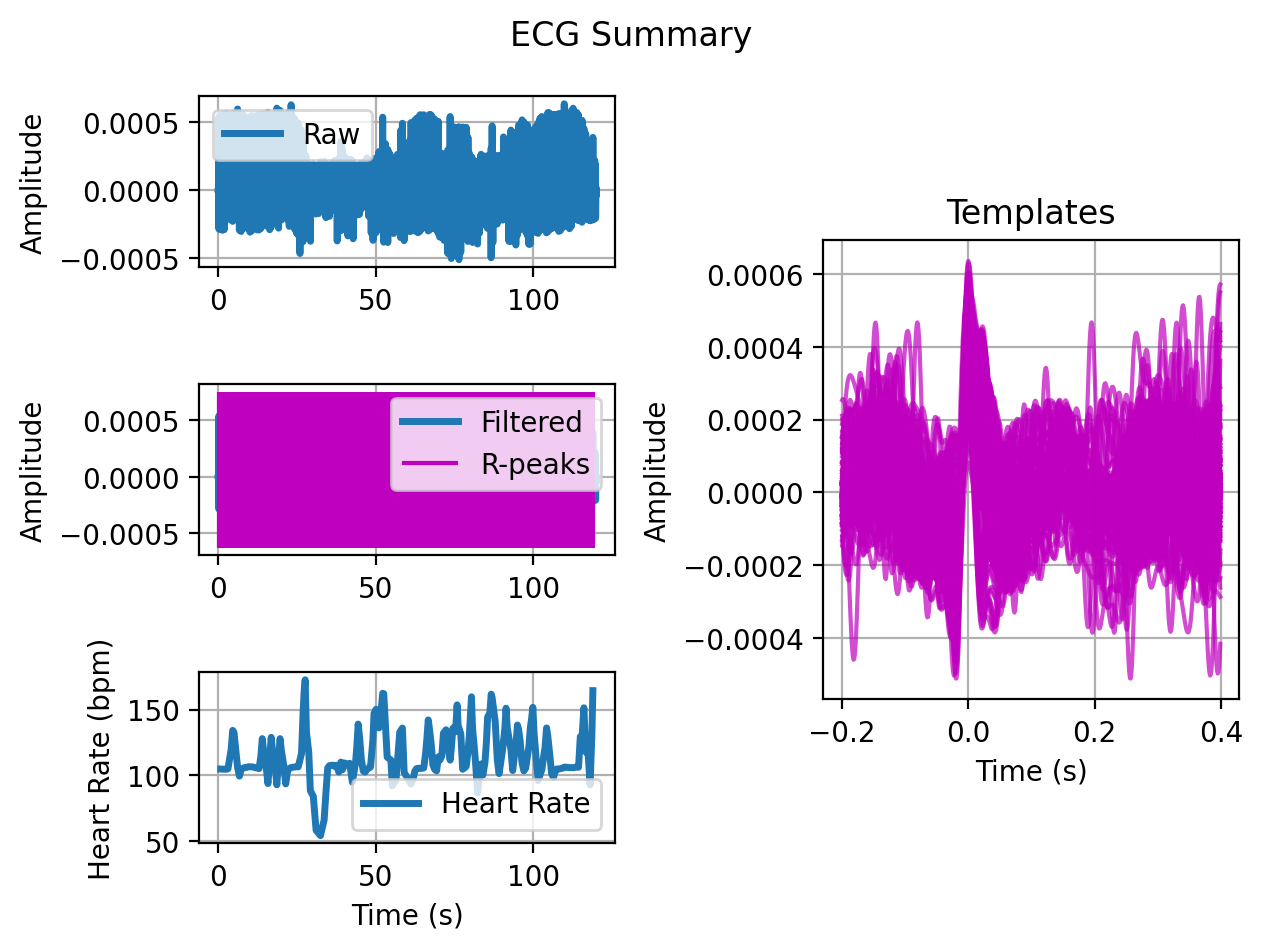 ECG Summary
Amplitude
0.0005
0.0000
−0.0005
Raw
0
50
100
Amplitude
0.0005
0.0000
−0.0005
Filtered
R-peaks
0
50
100
Heart Rate (bpm)
150
100
50
Heart Rate
0
50
100
Time (s)
Templates
Amplitude
0.0006
0.0004
0.0002
0.0000
−0.0002
−0.0004
−0.2
0.0
0.2
0.4
Time (s)